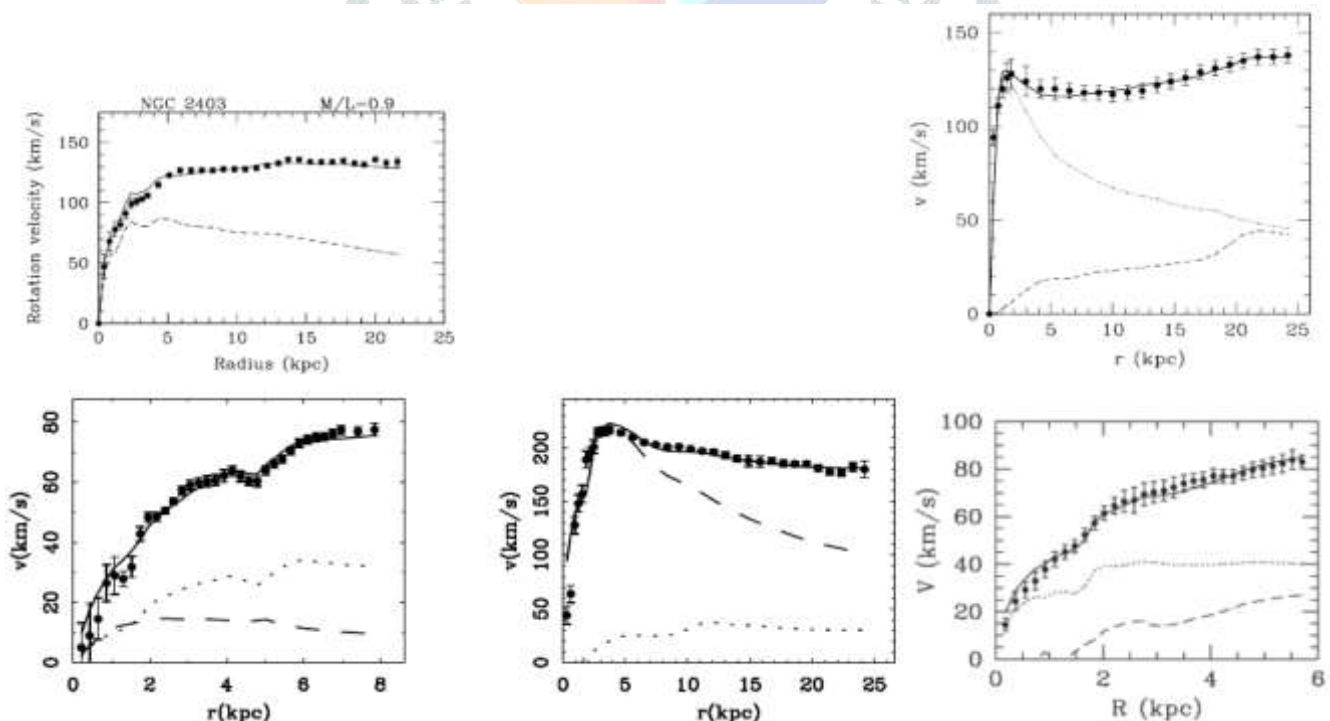 NGC 2403 M/L=0.9
Rotation velocity (km/s)
150
100
50
0
0 5 10 15 20 25
Radius (kpc)
v (km/s)
150
100
50
0
0 5 10 15 20 25
r (kpc)
v(km/s)
80
60
40
20
0
0 2 4 6 8
r(kpc)
v(km/s)
200
150
100
50
0
0 5 10 15 20 25
r(kpc)
V (km/s)
100
80
60
40
20
0
0 2 4 6
R (kpc)